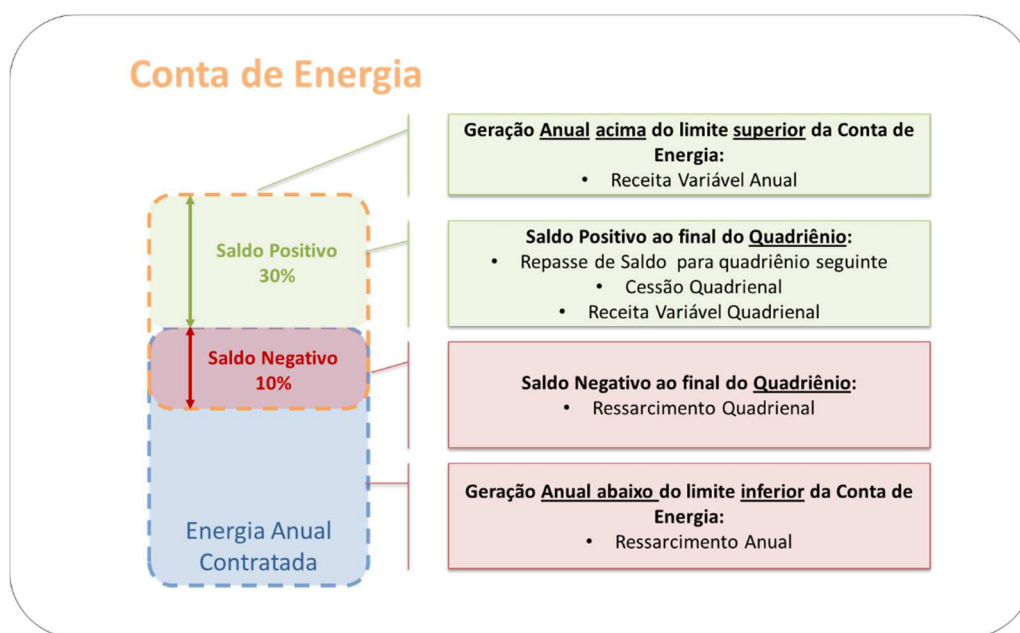 Conta de Energia
Saldo Positivo
30%
Saldo Negativo
10%
Energia Anual
Contratada
Geração Anual acima do limite superior da Conta de
Energia:
• Receita Variável Anual
Saldo Positivo ao final do Quadriênio:
• Repasse de Saldo para quadriênio seguinte
• Cessão Quadrienal
• Receita Variável Quadrienal
Saldo Negativo ao final do Quadriênio:
• Ressarcimento Quadrienal
Geração Anual abaixo do limite inferior da Conta de
Energia:
• Ressarcimento Anual